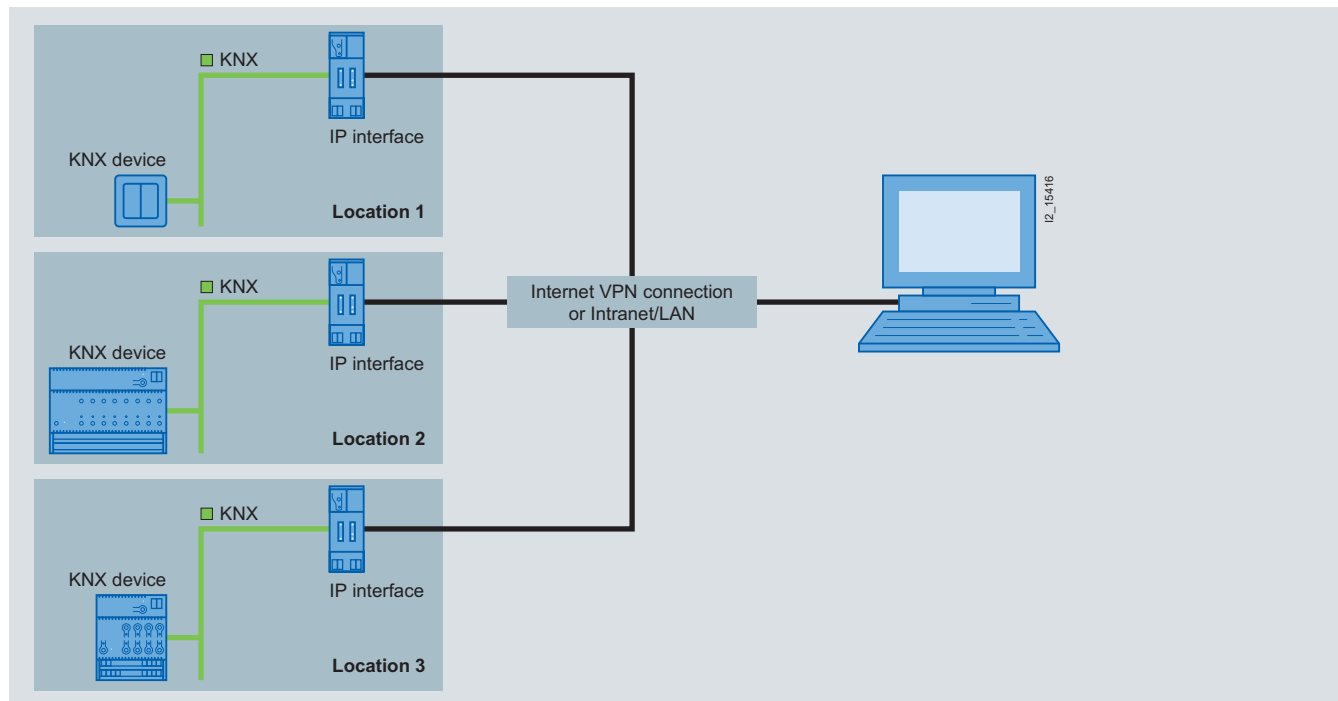 KNX
IP interface
KNX device
Location 1
KNX
IP interface
KNX device
Location 2
KNX
IP interface
KNX device
Location 3
Internet VPN connection
or Intranet/LAN
I2_15416